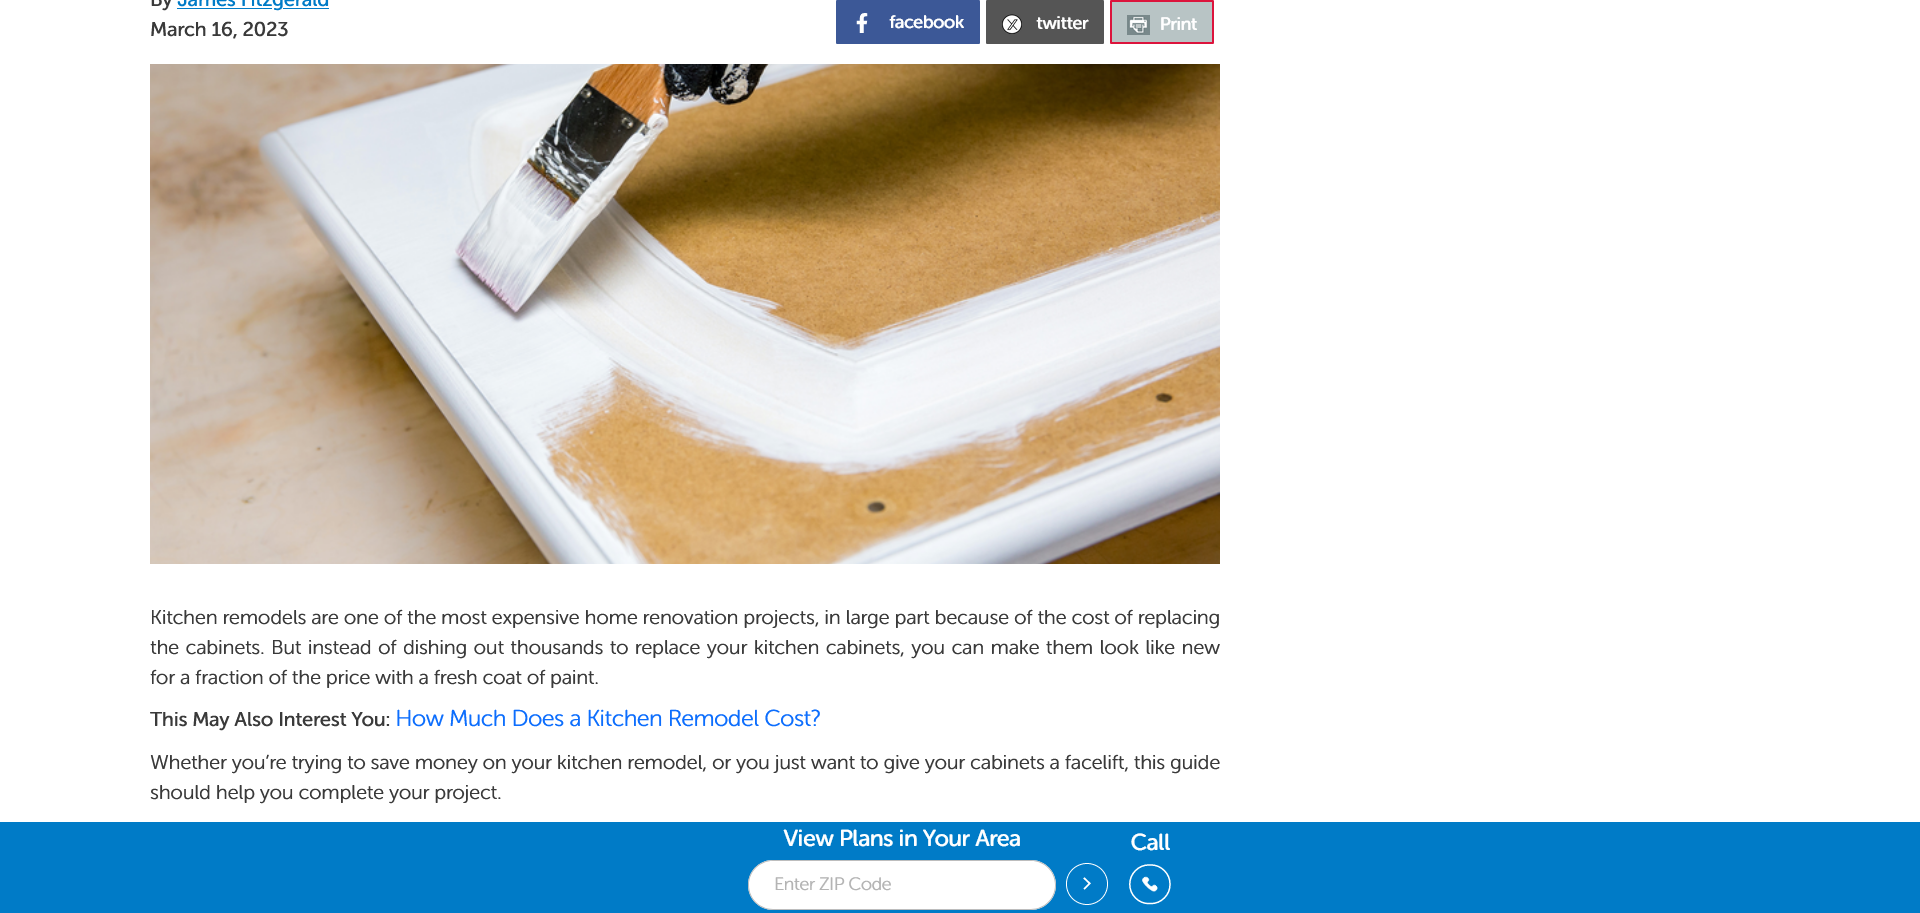 By James Fitzgerald
March 16, 2023
facebook
twitter
Print
Kitchen remodels are one of the most expensive home renovation projects, in large part because of the cost of replacing
the cabinets. But instead of dishing out thousands to replace your kitchen cabinets, you can make them look like new
for a fraction of the price with a fresh coat of paint.
This May Also Interest You: How Much Does a Kitchen Remodel Cost?
Whether you’re trying to save money on your kitchen remodel, or you just want to give your cabinets a facelift, this guide
should help you complete your project.
View Plans in Your Area
Call
Enter ZIP Code